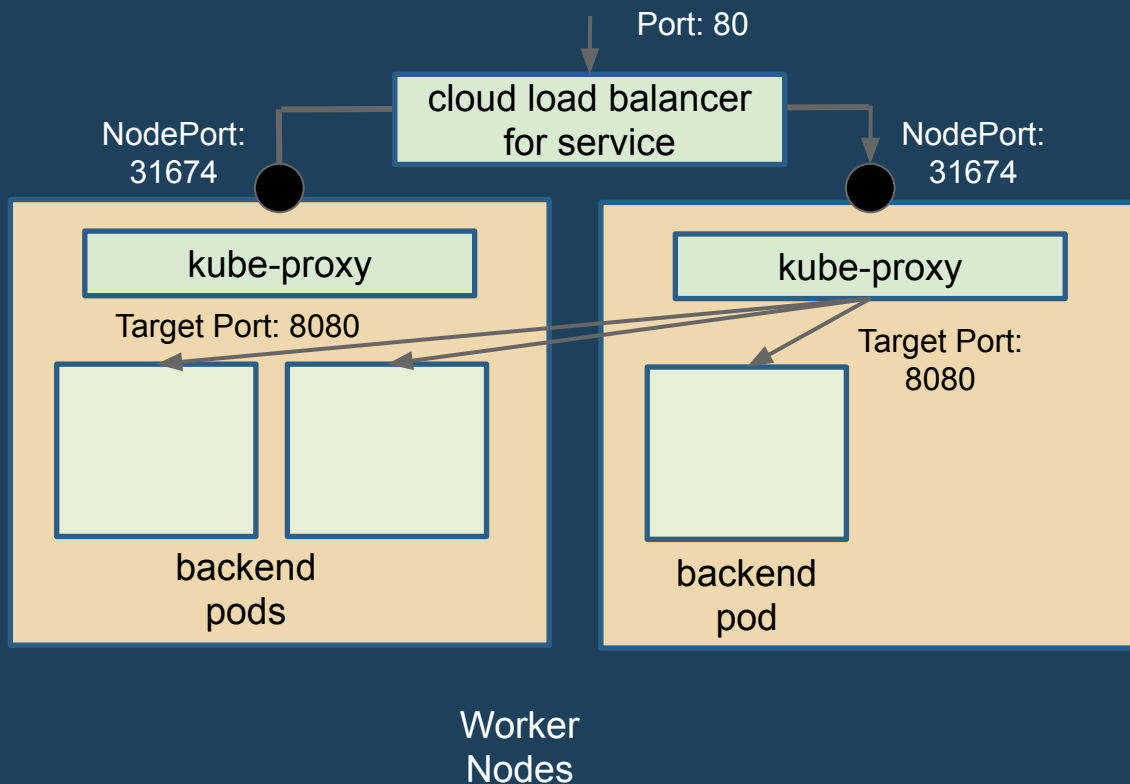 Port: 80
cloud load balancer
for service
NodePort:
31674
NodePort:
31674
kube-proxy
kube-proxy
Target Port: 8080
Target Port:
8080
backend
pods
backend
pod
Worker
Nodes